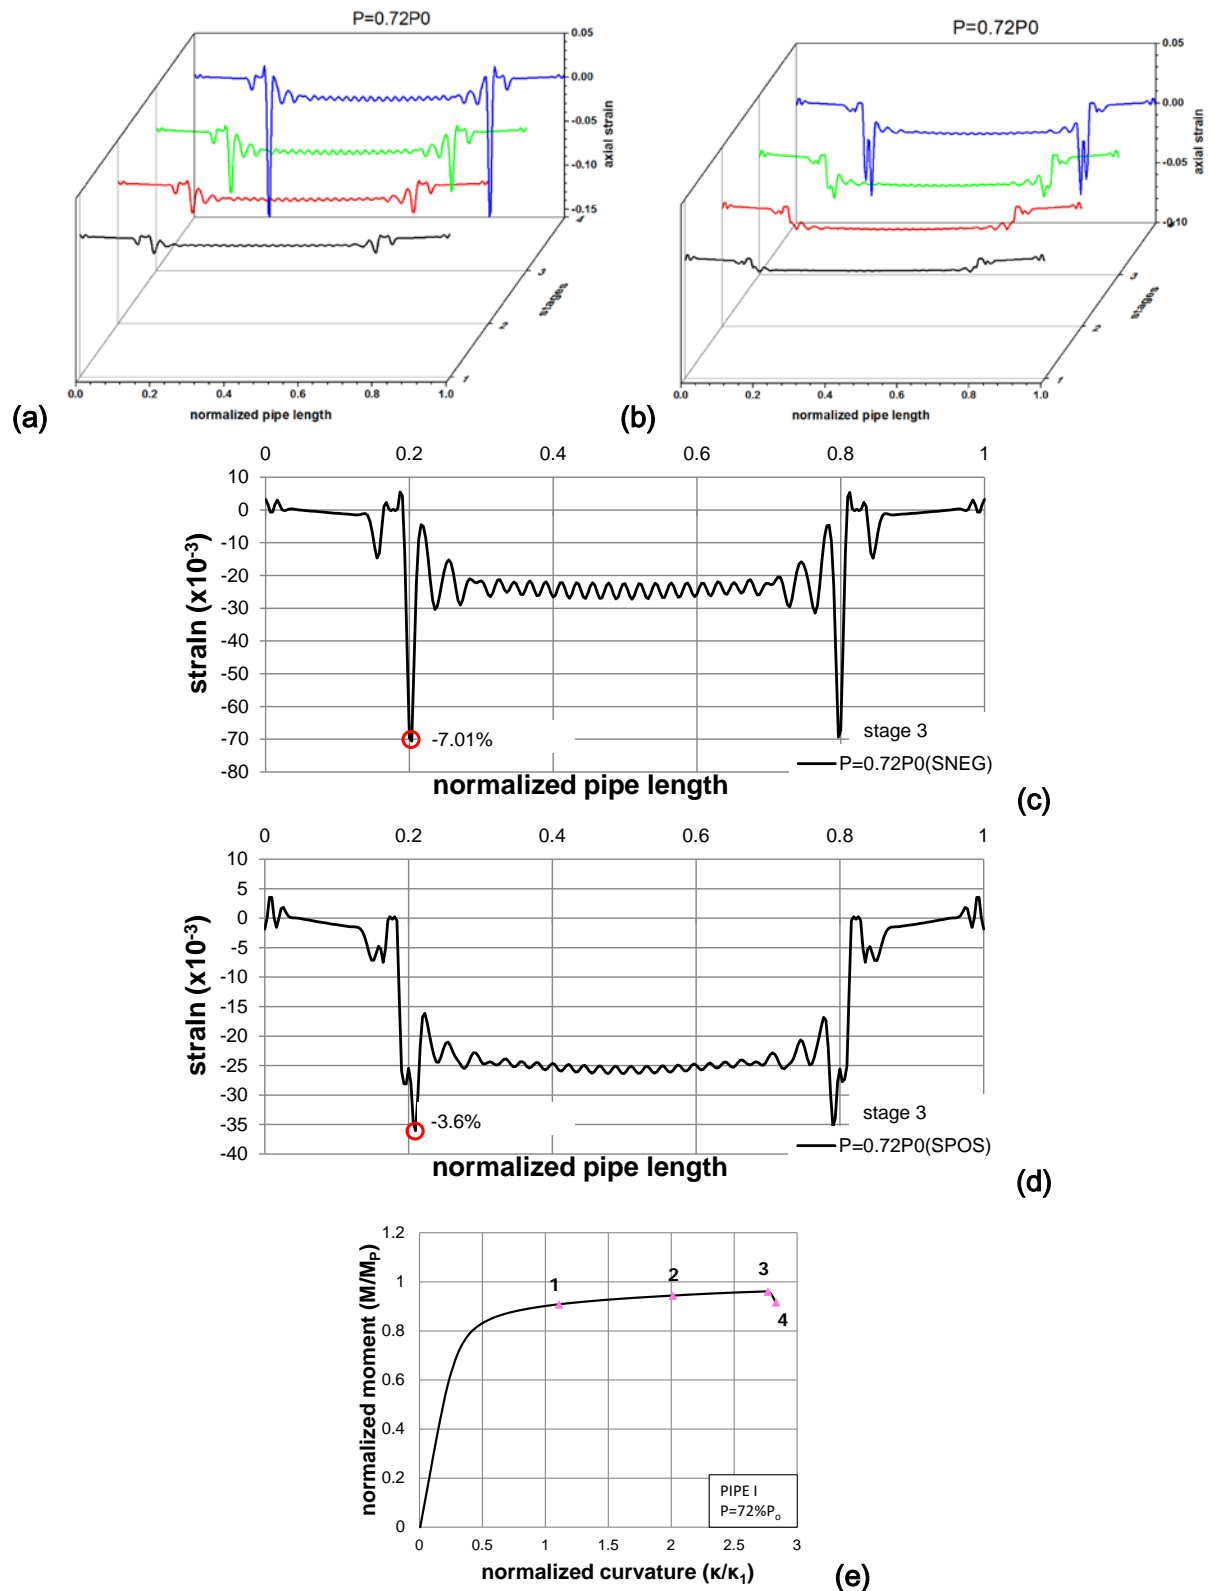 P=0.72P0
0.05
0.00
-0.05
-0.10
-0.15
axial strain
4
3
2
1
stages
0.0 0.2 0.4 0.6 0.8 1.0
normalized pipe length
(a)
P=0.72P0
0.05
0.00
-0.05
-0.10
axial strain
3
2
1
stages
0.0 0.2 0.4 0.6 0.8 1.0
normalized pipe length
(b)
0 0.2 0.4 0.6 0.8 1
10
0
-10
-20
-30
-40
-50
-60
-70
-80
strain (x10⁻³)
-7.01%
stage 3
P=0.72P0(SNEG)
normalized pipe length
(c)
0 0.2 0.4 0.6 0.8 1
10
5
0
-5
-10
-15
-20
-25
-30
-35
-40
strain (x10⁻³)
-3.6%
stage 3
P=0.72P0(SPOS)
normalized pipe length
(d)
1.2
1
0.8
0.6
0.4
0.2
0
normalized moment (M/Mₚ)
1
2
3
4
PIPE I
P=72%Pₒ
0 0.5 1 1.5 2 2.5 3
normalized curvature (κ/κ₁)
(e)